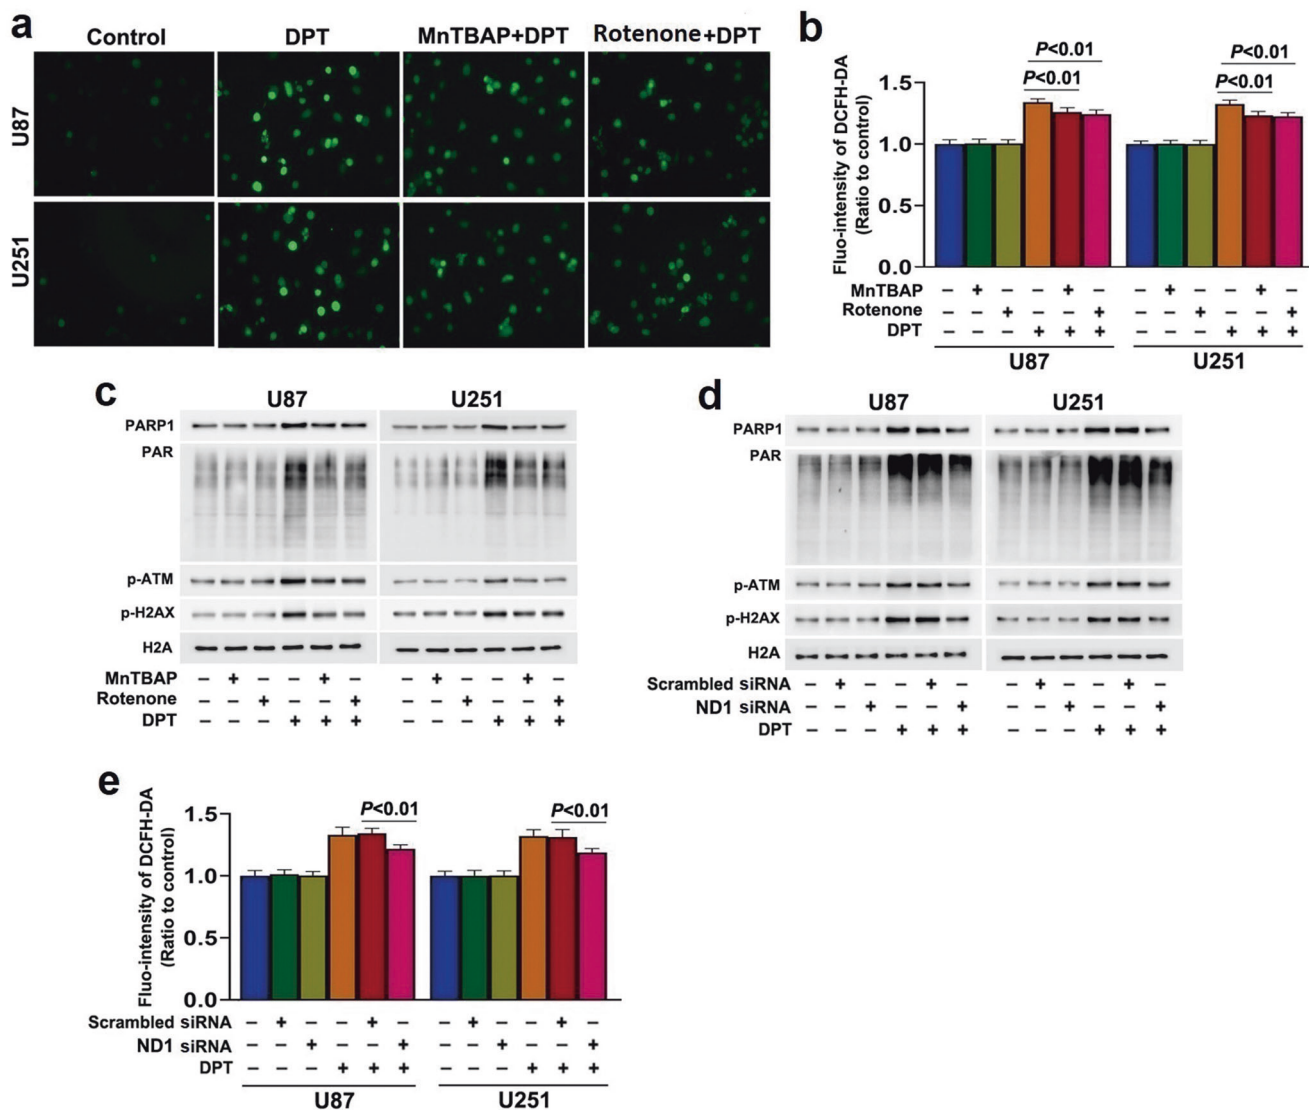 a
Control DPT MnTBAP+DPT Rotenone+DPT
U87
U251
b
Fluo-intensity of DCFH-DA
(Ratio to control)
1.5
1.0
0.5
0.0
P<0.01
P<0.01
P<0.01
P<0.01
MnTBAP – + – – + – – + – – + –
Rotenone – – + – – + – – + – – +
DPT – – – + + + – – – + + +
U87 U251
c
U87 U251
PARP1
PAR
p-ATM
p-H2AX
H2A
MnTBAP – + – – + – – + – – + –
Rotenone – – + – – + – – + – – +
DPT – – – + + + – – – + + +
d
U87 U251
PARP1
PAR
p-ATM
p-H2AX
H2A
Scrambled siRNA – + – – + – – + – – + –
ND1 siRNA – – + – – + – – + – – +
DPT – – – + + + – – – + + +
e
Fluo-intensity of DCFH-DA
(Ratio to control)
1.5
1.0
0.5
0.0
P<0.01
P<0.01
Scrambled siRNA – + – – + – – + – – + –
ND1 siRNA – – + – – + – – + – – +
DPT – – – + + + – – – + + +
U87 U251